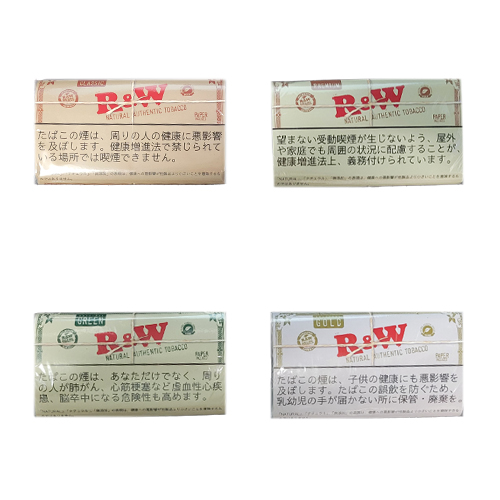 CLASSIC
R&W
NATURAL AUTHENTIC TOBACCO
PAPER
たばこの煙は、周りの人の健康に悪影響
を及ぼします。健康増進法で禁じられて
いる場所では喫煙できません。
R&W
NATURAL AUTHENTIC TOBACCO
PAPER
望まない受動喫煙が生じないよう、屋外
や家庭でも周囲の状況に配慮することが、
健康増進法上、義務付けられています。
GREEN
R&W
NATURAL AUTHENTIC TOBACCO
PAPER
たばこの煙は、あなただけでなく、周り
の人が肺がん、心筋梗塞など虚血性心疾
患、脳卒中になる危険性も高めます。
GOLD
R&W
NATURAL AUTHENTIC TOBACCO
PAPER
たばこの煙は、子供の健康にも悪影響を
及ぼします。たばこの誤飲を防ぐため、
乳幼児の手が届かない所に保管・廃棄を。